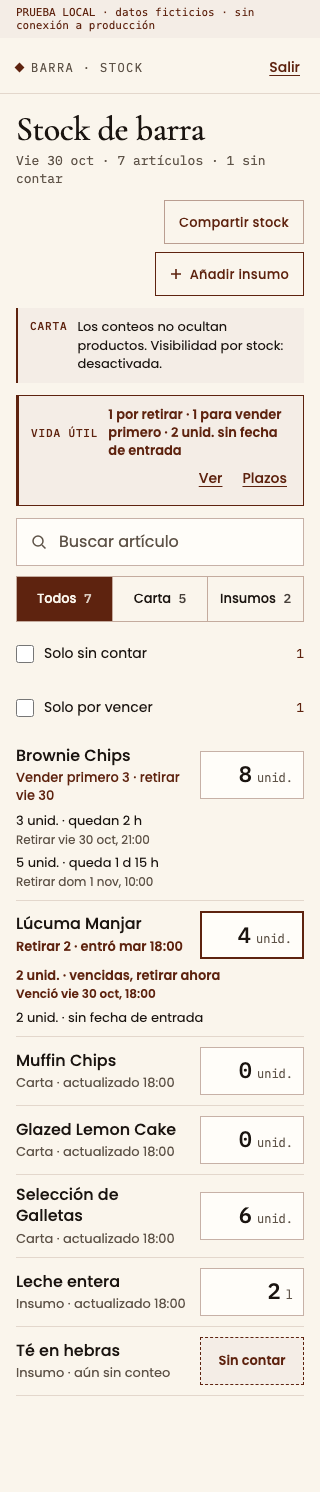 PRUEBA LOCAL · datos ficticios · sin
conexión a producción
BARRA · STOCK
Salir
Stock de barra
Vie 30 oct · 7 artículos · 1 sin
contar
Compartir stock
+ Añadir insumo
CARTA
Los conteos no ocultan
productos. Visibilidad por stock:
desactivada.
VIDA ÚTIL
1 por retirar · 1 para vender
primero · 2 unid. sin fecha
de entrada
Ver Plazos
Buscar artículo
Todos 7 Carta 5 Insumos 2
Solo sin contar 1
Solo por vencer 1
Brownie Chips
8 unid.
Vender primero 3 · retirar
vie 30
3 unid. · quedan 2 h
Retirar vie 30 oct, 21:00
5 unid. · queda 1 d 15 h
Retirar dom 1 nov, 10:00
Lúcuma Manjar
4 unid.
Retirar 2 · entró mar 18:00
2 unid. · vencidas, retirar ahora
Venció vie 30 oct, 18:00
2 unid. · sin fecha de entrada
Muffin Chips
0 unid.
Carta · actualizado 18:00
Glazed Lemon Cake
0 unid.
Carta · actualizado 18:00
Selección de
Galletas
6 unid.
Carta · actualizado 18:00
Leche entera
2 l
Insumo · actualizado 18:00
Té en hebras
Sin contar
Insumo · aún sin conteo